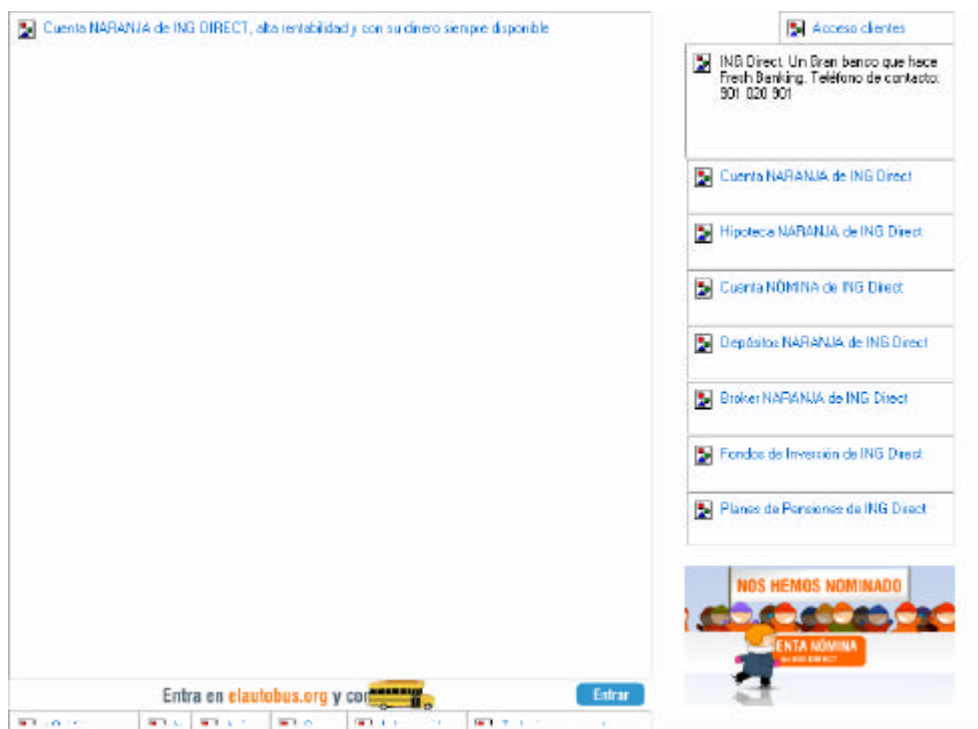 Cuenta NARANJA de ING DIRECT, alta rentabilidad y con su dinero siempre disponible
Acceso clientes
ING Direct. Un Gran banco que hace
Fresh Banking. Teléfono de contacto:
901 020 901
Cuenta NARANJA de ING Direct
Hipoteca NARANJA de ING Direct
Cuenta NÓMINA de ING Direct
Depósitos NARANJA de ING Direct
Broker NARANJA de ING Direct
Fondos de Inversión de ING Direct
Planes de Pensiones de ING Direct
NOS HEMOS NOMINADO
ENTA NÓMINA
de ING DIRECT
Entra en elautobus.org y
Entrar